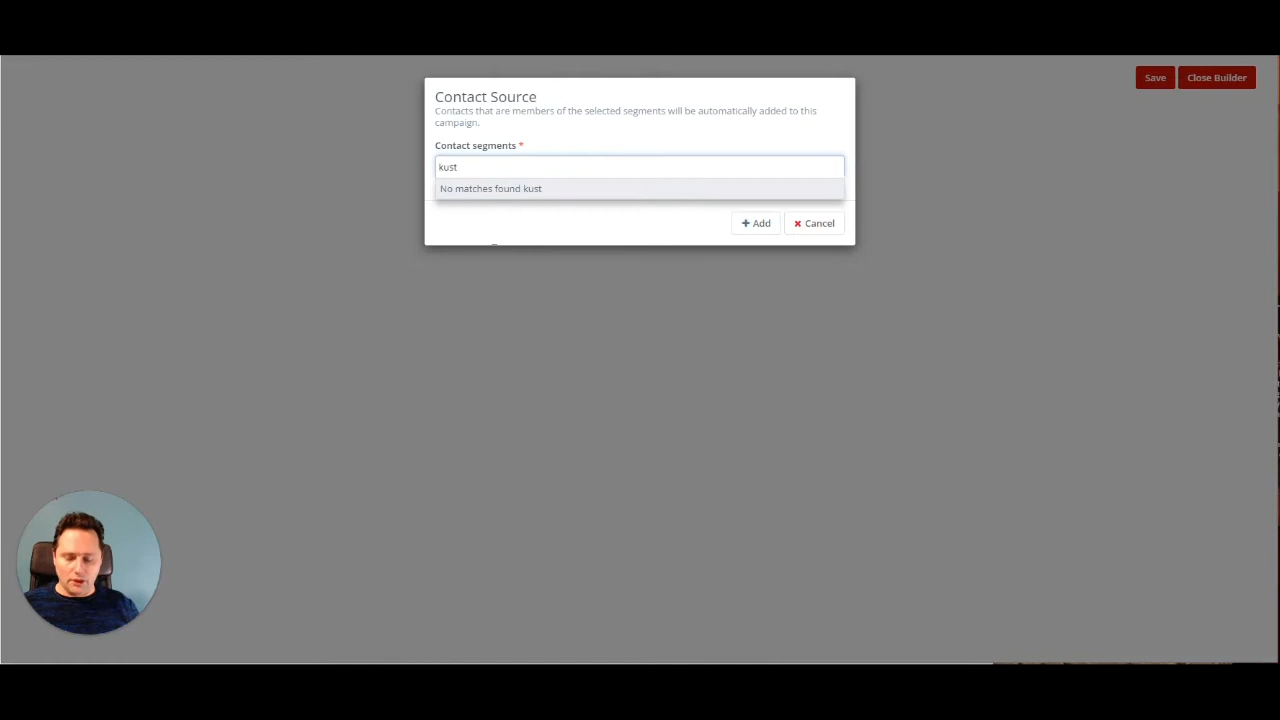 Save
Close Builder
Contact Source
Contacts that are members of the selected segments will be automatically added to this
campaign.
Contact segments *
kust
No matches found kust
+ Add
✖ Cancel